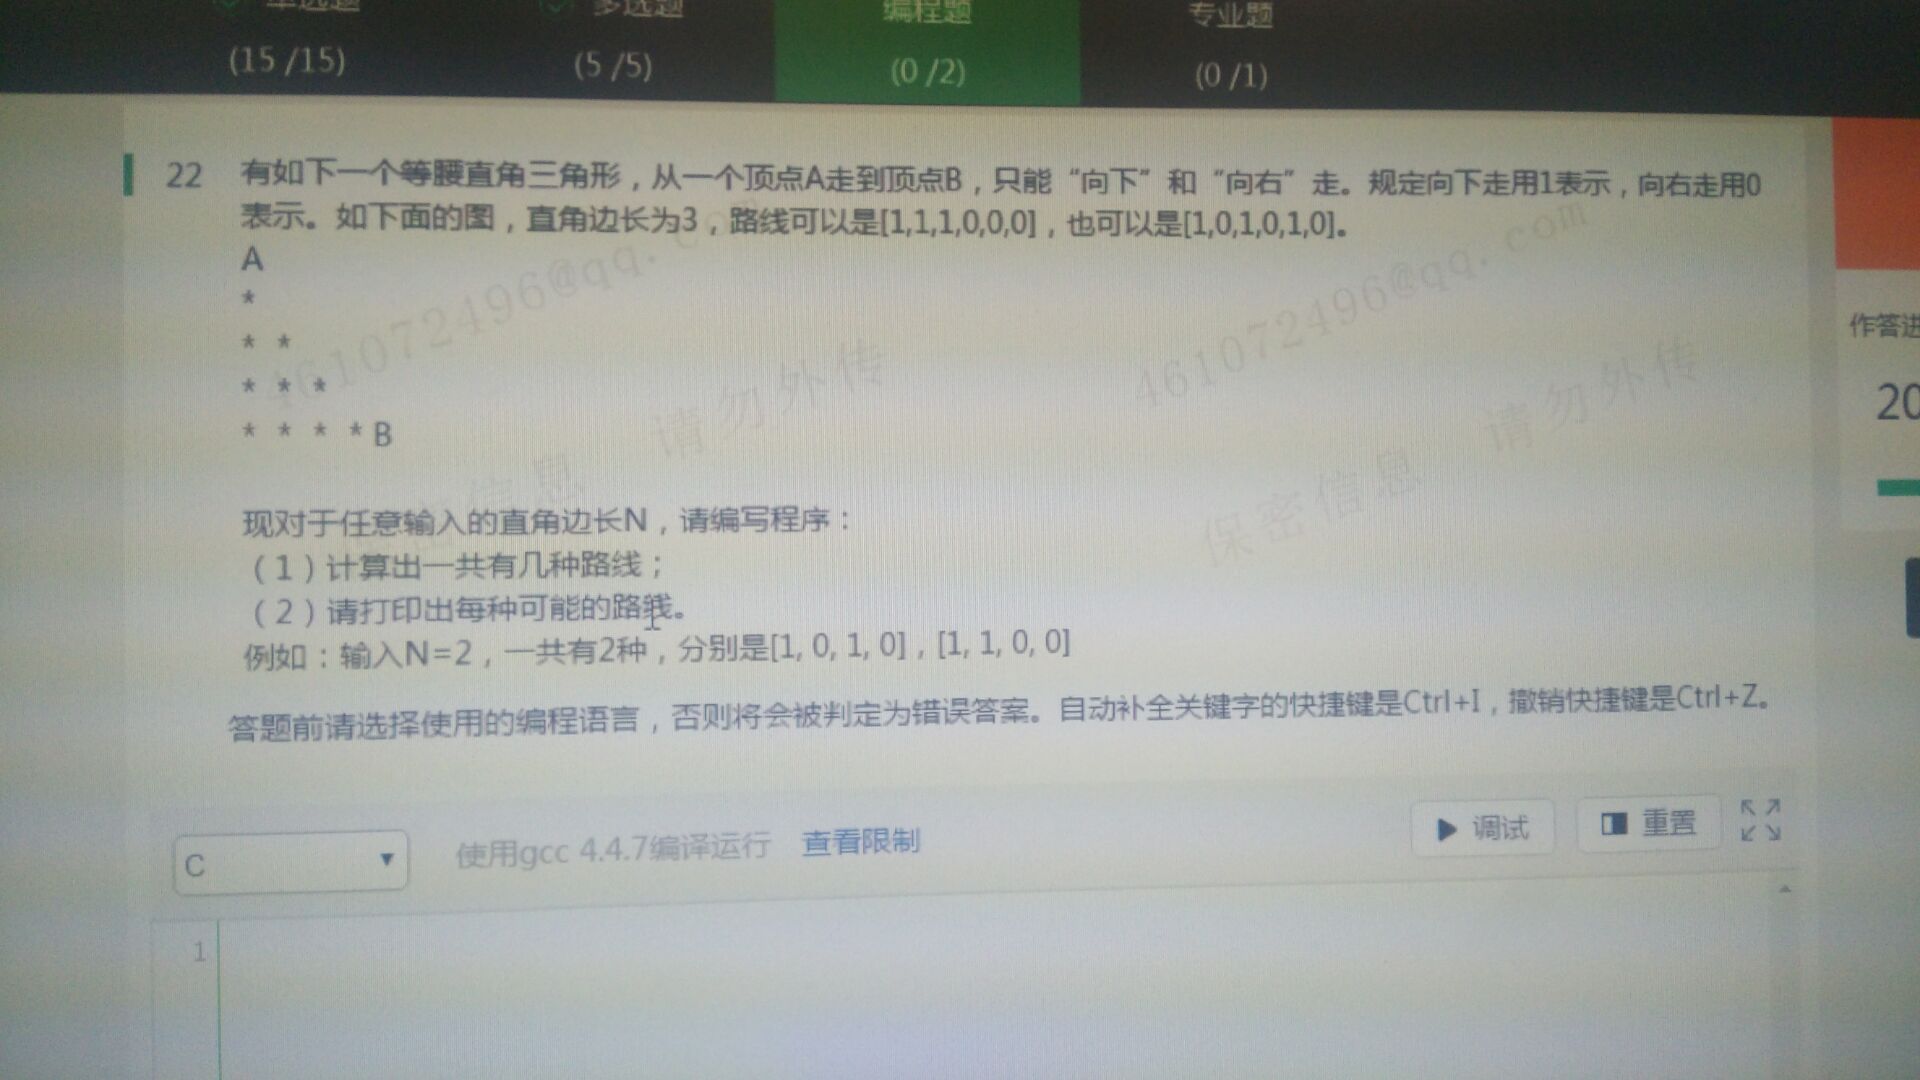 单选题
多选题
编程题
专业题
(15 /15)
(5 /5)
(0 /2)
(0 /1)
22 有如下一个等腰直角三角形，从一个顶点A走到顶点B，只能“向下”和“向右”走。规定向下走用1表示，向右走用0
表示。如下面的图，直角边长为3，路线可以是[1,1,1,0,0,0]，也可以是[1,0,1,0,1,0]。
A
*
* *
* * *
* * * * B
现对于任意输入的直角边长N，请编写程序：
（1）计算出一共有几种路线；
（2）请打印出每种可能的路线。
例如：输入N=2，一共有2种，分别是[1, 0, 1, 0]，[1, 1, 0, 0]
答题前请选择使用的编程语言，否则将会被判定为错误答案。自动补全关键字的快捷键是Ctrl+I，撤销快捷键是Ctrl+Z。
C
使用gcc 4.4.7编译运行
查看限制
调试
重置
1
作答进
20
461072496@qq.com
保密信息 请勿外传
461072496@qq.com
保密信息 请勿外传